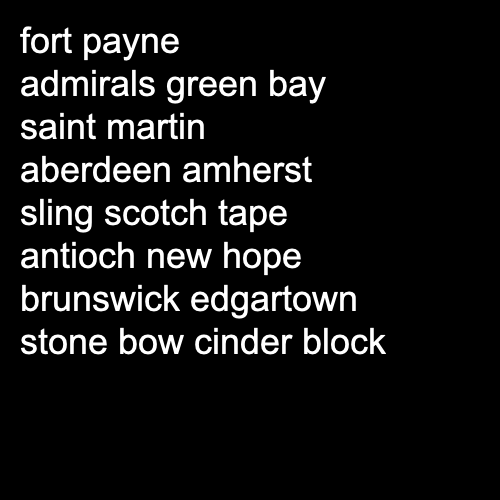 fort payne
admirals green bay
saint martin
aberdeen amherst
sling scotch tape
antioch new hope
brunswick edgartown
stone bow cinder block